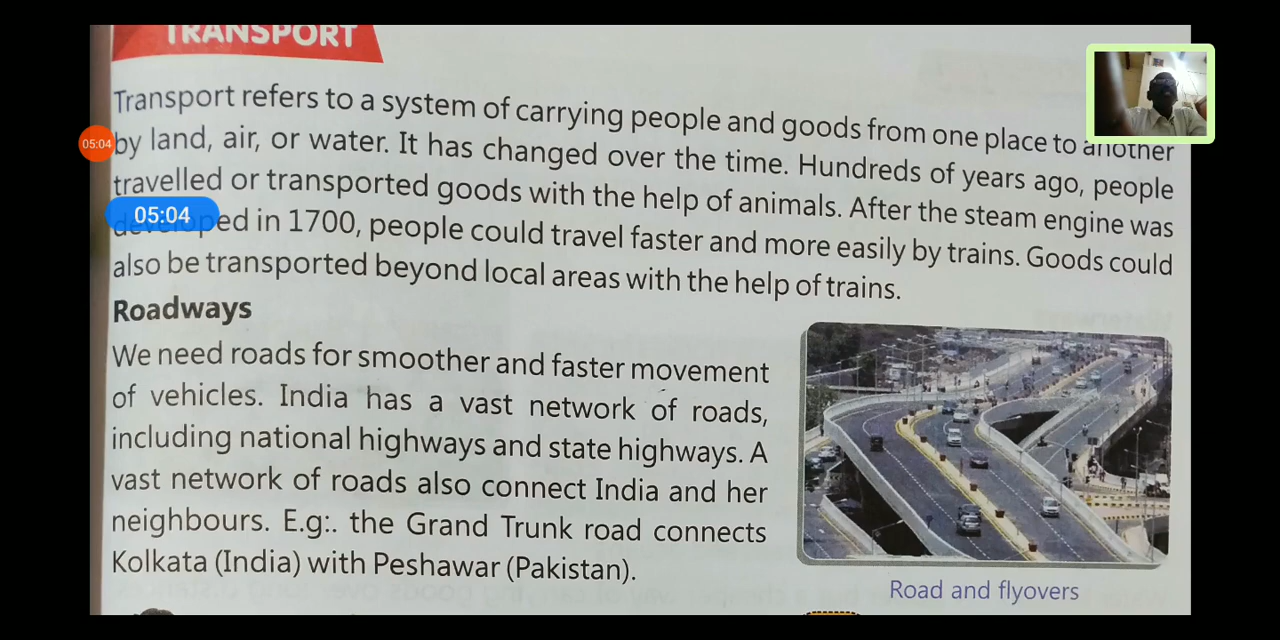 TRANSPORT
Transport refers to a system of carrying people and goods from one place to another
05:04
by land, air, or water. It has changed over the time. Hundreds of years ago, people
travelled or transported goods with the help of animals. After the steam engine was
05:04
developed in 1700, people could travel faster and more easily by trains. Goods could
also be transported beyond local areas with the help of trains.
Roadways
We need roads for smoother and faster movement
of vehicles. India has a vast network of roads,
including national highways and state highways. A
vast network of roads also connect India and her
neighbours. E.g:. the Grand Trunk road connects
Kolkata (India) with Peshawar (Pakistan).
Road and flyovers